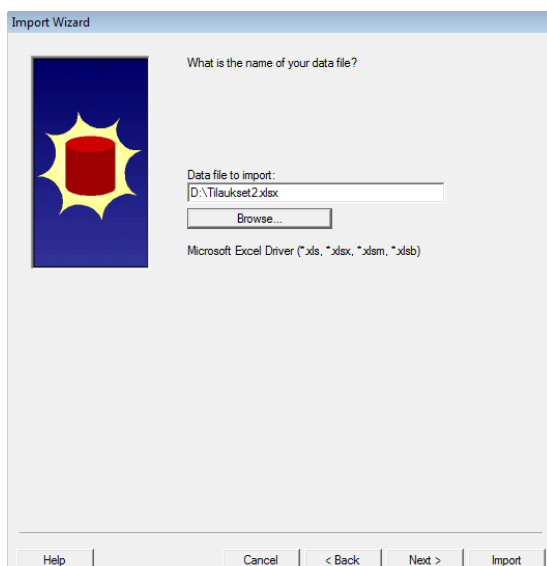 Import Wizard
What is the name of your data file?
Data file to import:
D:\Tilaukset2.xlsx
Browse...
Microsoft Excel Driver (*.xls, *.xlsx, *.xlsm, *.xlsb)
Help Cancel < Back Next > Import